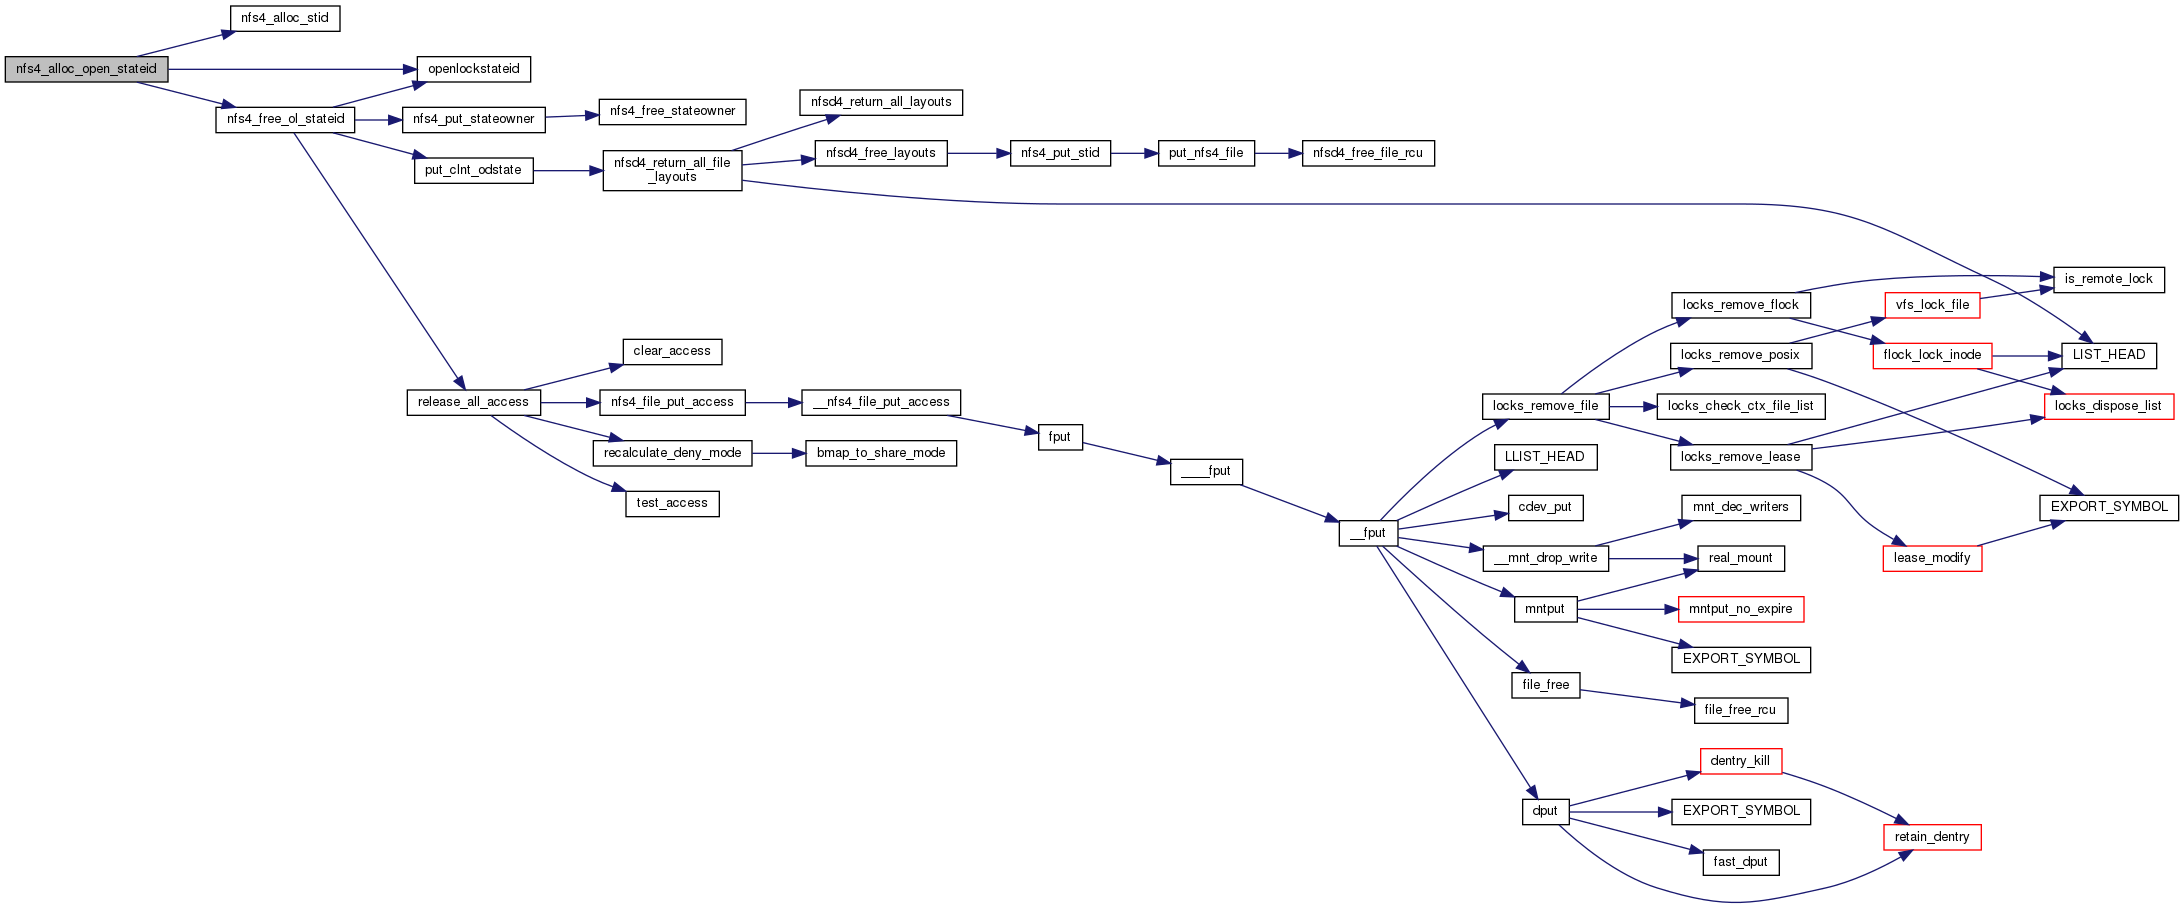 nfs4_alloc_stid
nfs4_alloc_open_stateid
openlockstateid
nfs4_free_ol_stateid
nfs4_put_stateowner
nfs4_free_stateowner
nfsd4_return_all_layouts
put_clnt_odstate
nfsd4_return_all_file
_layouts
nfsd4_free_layouts
nfs4_put_stid
put_nfs4_file
nfsd4_free_file_rcu
is_remote_lock
locks_remove_flock
vfs_lock_file
clear_access
locks_remove_posix
flock_lock_inode
LIST_HEAD
release_all_access
nfs4_file_put_access
__nfs4_file_put_access
locks_remove_file
locks_check_ctx_file_list
locks_dispose_list
fput
recalculate_deny_mode
bmap_to_share_mode
LLIST_HEAD
locks_remove_lease
____fput
test_access
cdev_put
mnt_dec_writers
EXPORT_SYMBOL
__fput
__mnt_drop_write
real_mount
lease_modify
mntput
mntput_no_expire
EXPORT_SYMBOL
file_free
file_free_rcu
dentry_kill
dput
EXPORT_SYMBOL
retain_dentry
fast_dput